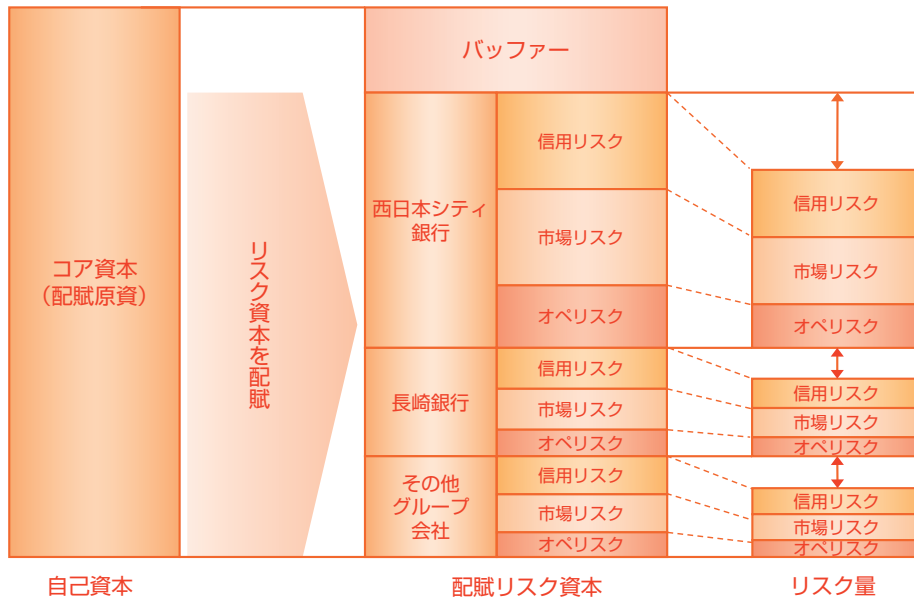 コア資本
（配賦原資）
リスク資本を配賦
バッファー
西日本シティ
銀行
信用リスク
市場リスク
オペリスク
長崎銀行
信用リスク
市場リスク
オペリスク
その他
グループ
会社
信用リスク
市場リスク
オペリスク
信用リスク
市場リスク
オペリスク
信用リスク
市場リスク
オペリスク
信用リスク
市場リスク
オペリスク
自己資本
配賦リスク資本
リスク量